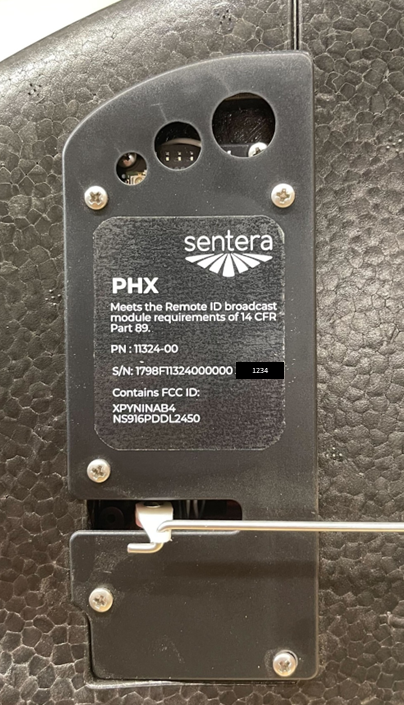 sentera
PHX
Meets the Remote ID broadcast
module requirements of 14 CFR
Part 89.
PN : 11324-00
S/N: 1798F11324000000 1234
Contains FCC ID:
XPYNINAB4
NS916PDDL2450